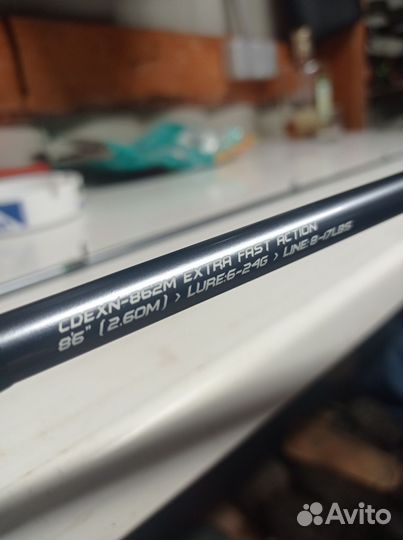 CDEXN-862M EXTRA FAST ACTION
8'6" (2.60M) > LURE:6-24G > LINE:8-17LBS
Avito